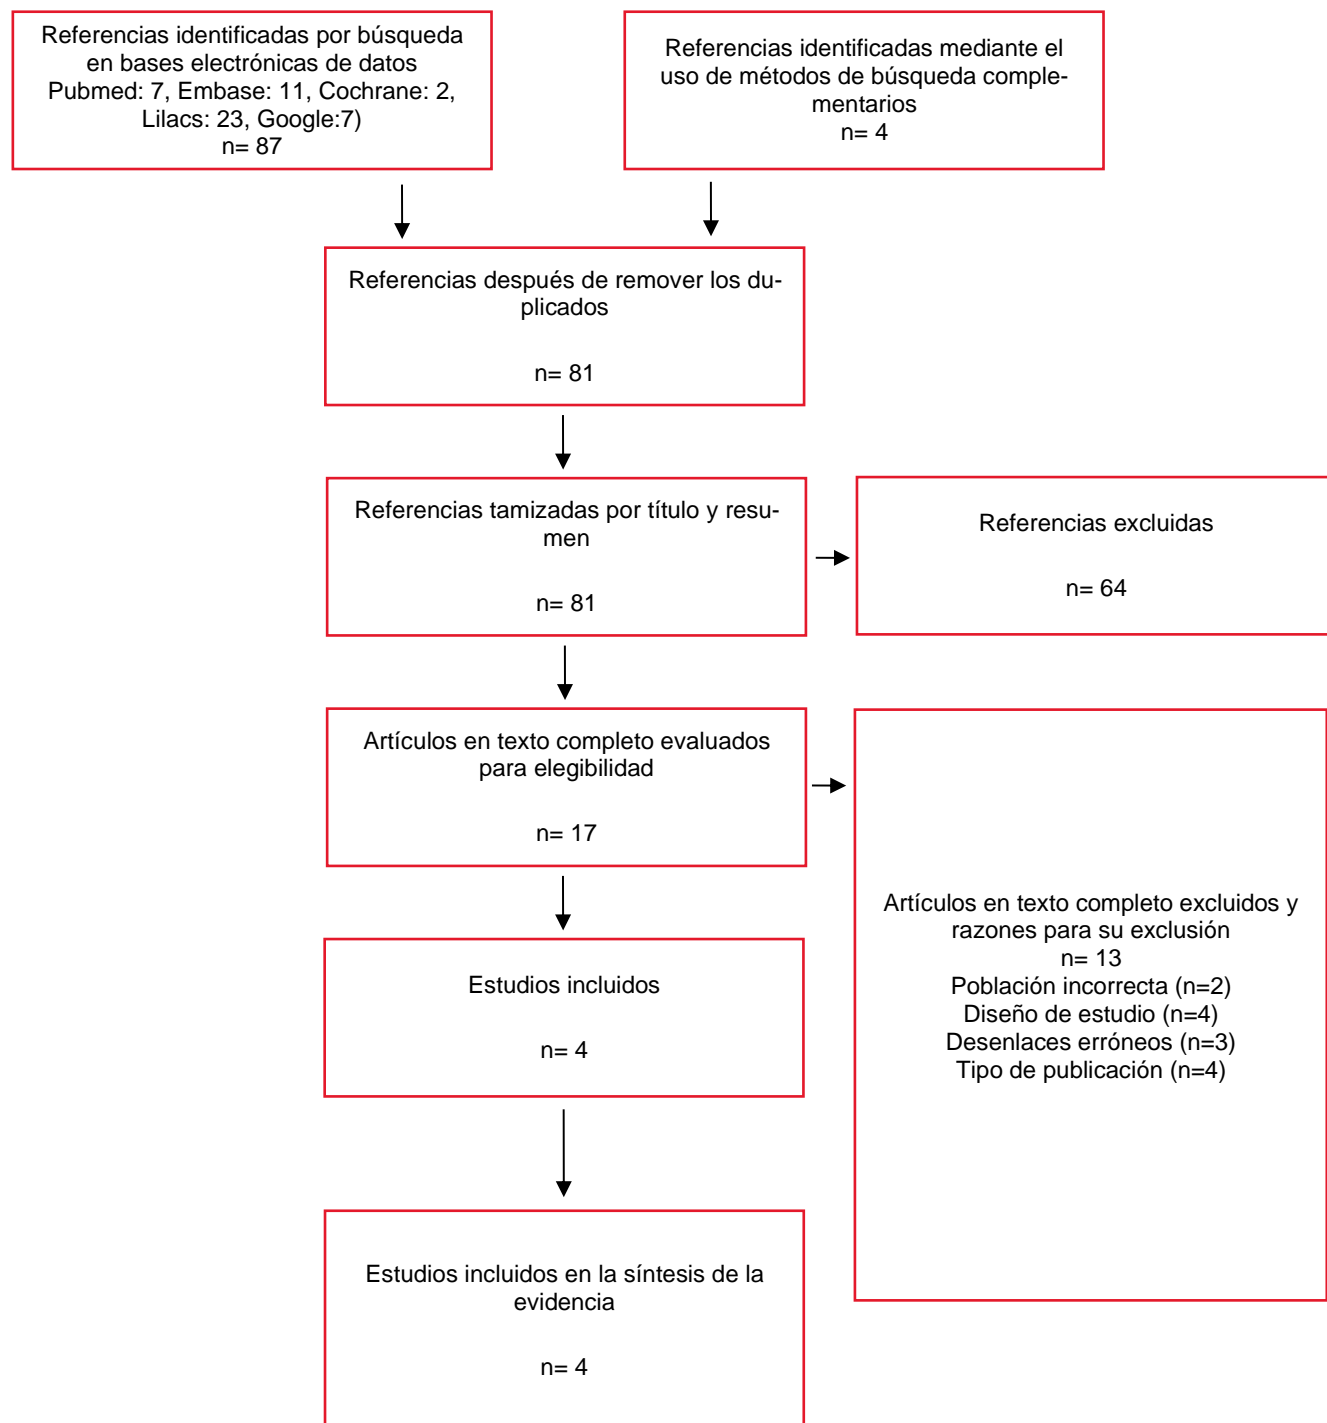 Referencias identificadas por búsqueda
en bases electrónicas de datos
Pubmed: 7, Embase: 11, Cochrane: 2,
Lilacs: 23, Google:7)
n= 87
Referencias identificadas mediante el
uso de métodos de búsqueda comple-
mentarios
n= 4
Referencias después de remover los du-
plicados
n= 81
Referencias tamizadas por título y resu-
men
n= 81
Referencias excluidas
n= 64
Artículos en texto completo evaluados
para elegibilidad
n= 17
Artículos en texto completo excluidos y
razones para su exclusión
n= 13
Población incorrecta (n=2)
Diseño de estudio (n=4)
Desenlaces erróneos (n=3)
Tipo de publicación (n=4)
Estudios incluidos
n= 4
Estudios incluidos en la síntesis de la
evidencia
n= 4